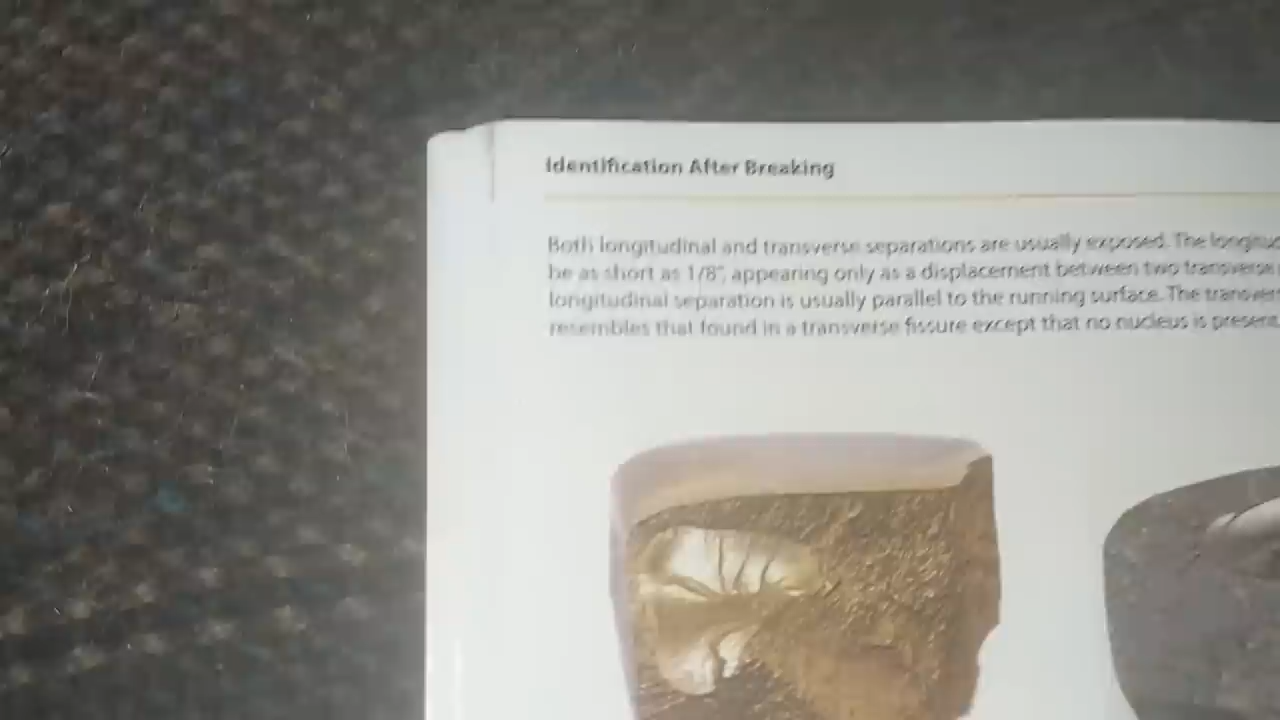 Identification After Breaking
Both longitudinal and transverse separations are usually exposed. The
be as short as 1/8", appearing only as a displacement between two transverse
longitudinal separation is usually parallel to the running surface. The
resembles that found in a transverse fissure except that no nucleus is present.